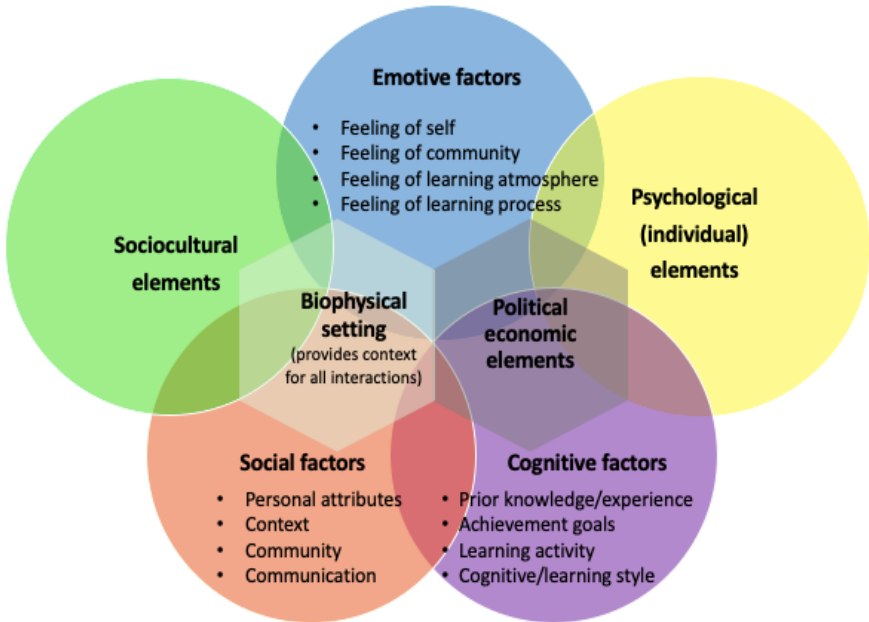 Emotive factors
• Feeling of self
• Feeling of community
• Feeling of learning atmosphere
• Feeling of learning process
Sociocultural
elements
Psychological
(individual)
elements
Biophysical
setting
(provides context
for all interactions)
Political
economic
elements
Social factors
• Personal attributes
• Context
• Community
• Communication
Cognitive factors
• Prior knowledge/experience
• Achievement goals
• Learning activity
• Cognitive/learning style